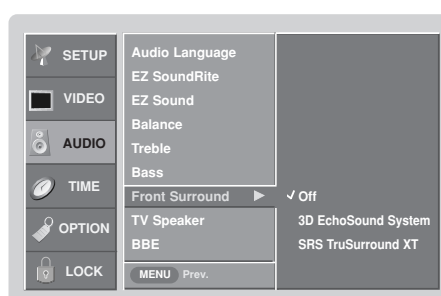 SETUP
VIDEO
AUDIO
TIME
OPTION
LOCK
Audio Language
EZ SoundRite
EZ Sound
Balance
Treble
Bass
Front Surround
TV Speaker
BBE
MENU Prev.
Off
3D EchoSound System
SRS TruSurround XT